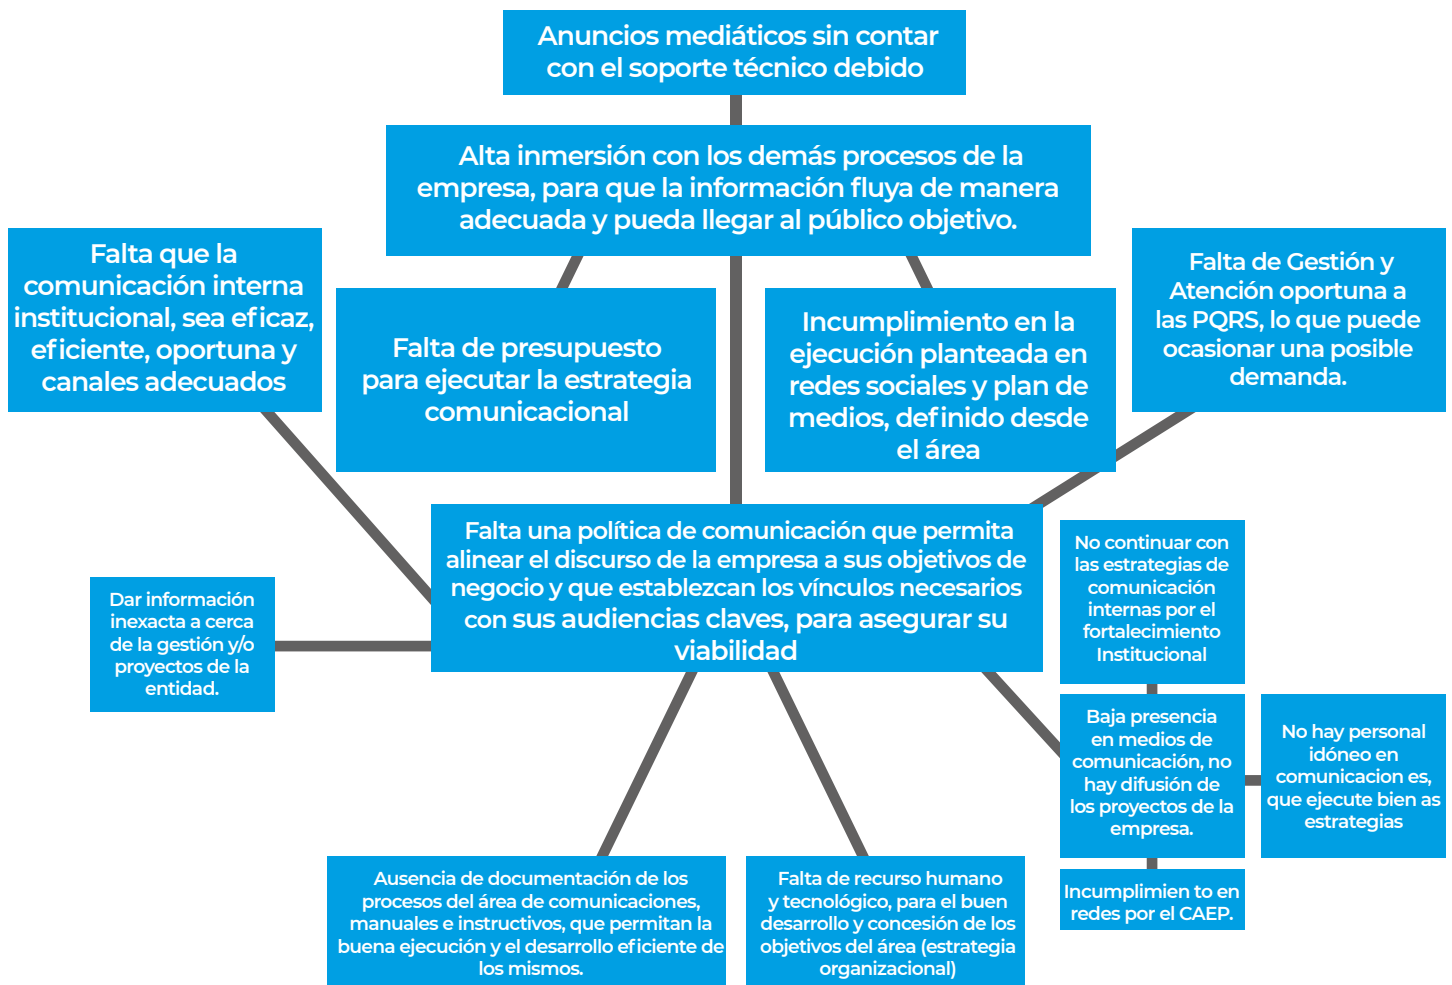 Anuncios mediáticos sin contar
con el soporte técnico debido
Alta inmersión con los demás procesos de la
empresa, para que la información fluya de manera
adecuada y pueda llegar al público objetivo.
Falta que la
comunicación interna
institucional, sea eficaz,
eficiente, oportuna y
canales adecuados
Falta de presupuesto
para ejecutar la estrategia
comunicacional
Incumplimiento en la
ejecución planteada en
redes sociales y plan de
medios, definido desde
el área
Falta de Gestión y
Atención oportuna a
las PQRS, lo que puede
ocasionar una posible
demanda.
Falta una política de comunicación que permita
alinear el discurso de la empresa a sus objetivos de
negocio y que establezcan los vínculos necesarios
con sus audiencias claves, para asegurar su
viabilidad
Dar información
inexacta a cerca
de la gestión y/o
proyectos de la
entidad.
No continuar con
las estrategias de
comunicación
internas por el
fortalecimiento
Institucional
Baja presencia
en medios de
comunicación, no
hay difusión de
los proyectos de la
empresa.
No hay personal
idóneo en
comunicacion es,
que ejecute bien as
estrategias
Incumplimien to en
redes por el CAEP.
Ausencia de documentación de los
procesos del área de comunicaciones,
manuales e instructivos, que permitan la
buena ejecución y el desarrollo eficiente de
los mismos.
Falta de recurso humano
y tecnológico, para el buen
desarrollo y concesión de los
objetivos del área (estrategia
organizacional)